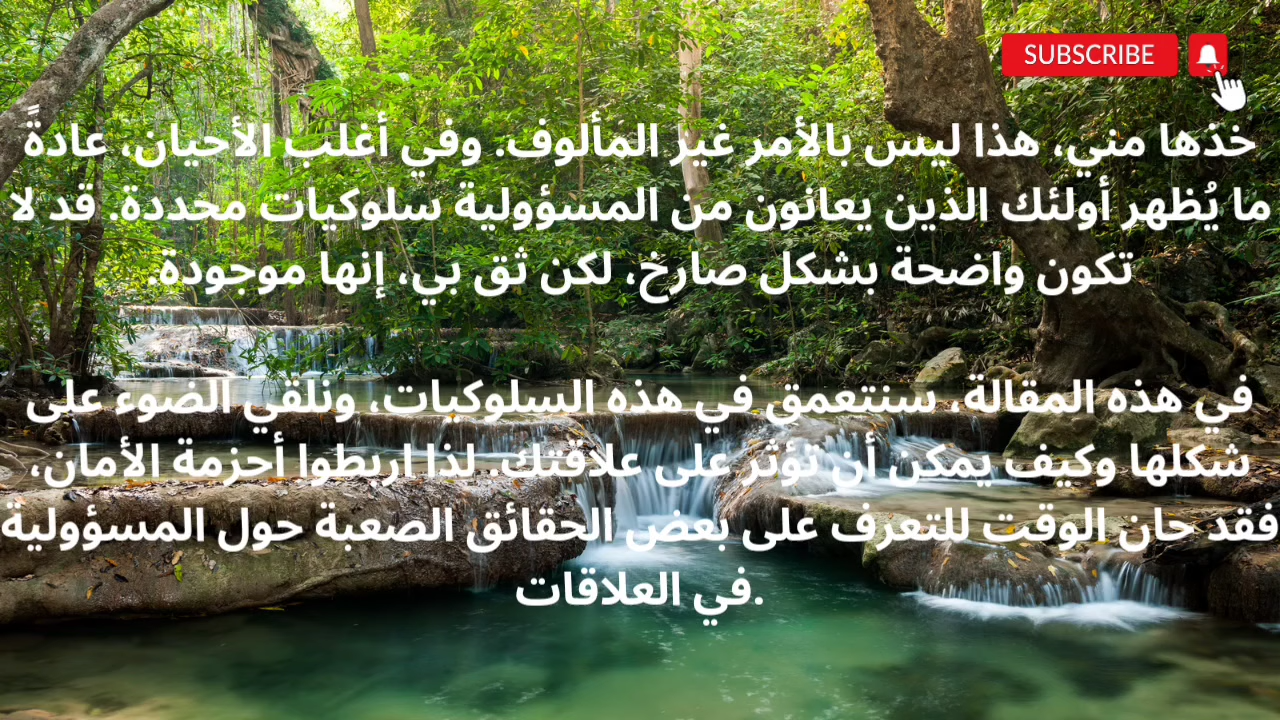 SUBSCRIBE
خذها مني، هذا ليس بالأمر غير المألوف. وفي أغلب الأحيان، عادةً
ما يُظهر أولئك الذين يعانون من المسؤولية سلوكيات محددة. قد لا
تكون واضحة بشكل صارخ، لكن ثق بي، إنها موجودة.
في هذه المقالة، سنتعمق في هذه السلوكيات، ونلقي الضوء على
شكلها وكيف يمكن أن تؤثر على علاقتك. لذا اربطوا أحزمة الأمان،
فقد حان الوقت للتعرف على بعض الحقائق الصعبة حول المسؤولية
.في العلاقات